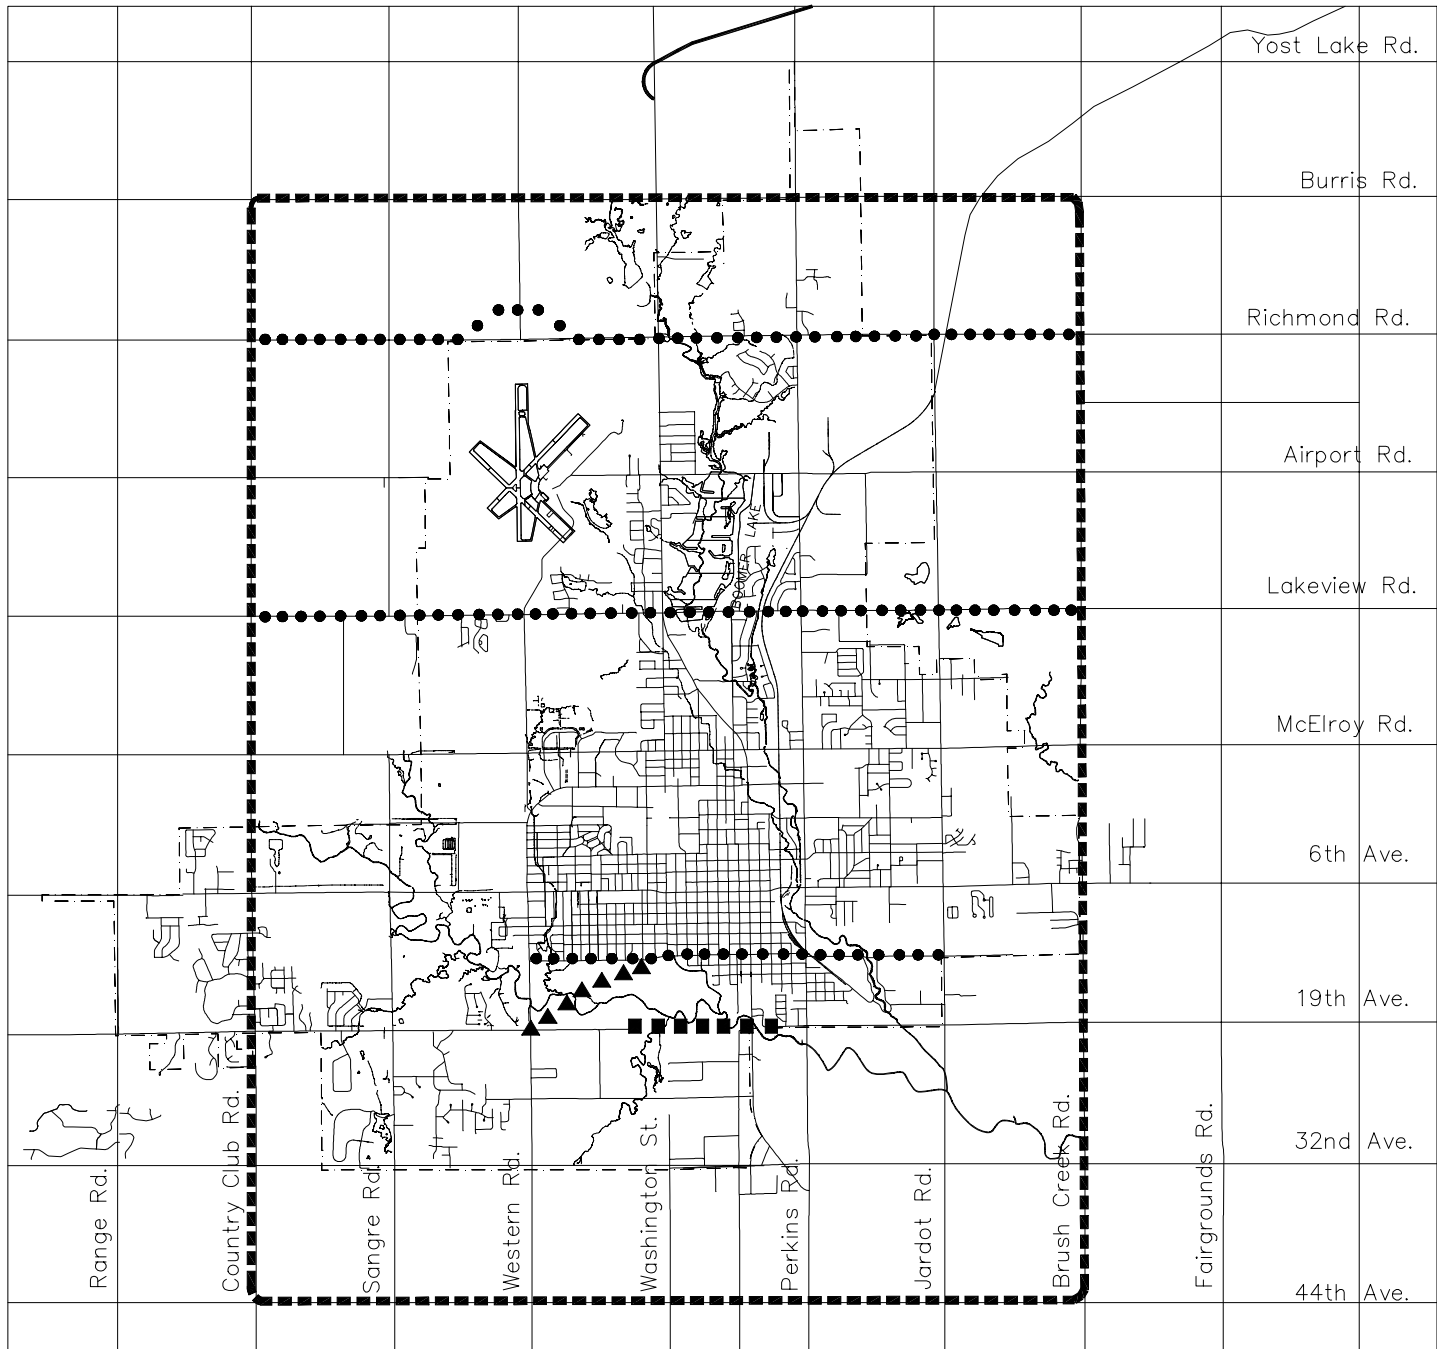 Yost Lake Rd.
Burris Rd.
Richmond Rd.
Airport Rd.
BOOMER LAKE
Lakeview Rd.
McElroy Rd.
6th Ave.
19th Ave.
32nd Ave.
44th Ave.
Range Rd.
Country Club Rd.
Sangre Rd.
Western Rd.
Washington St.
Perkins Rd.
Jardot Rd.
Brush Creek Rd.
Fairgrounds Rd.